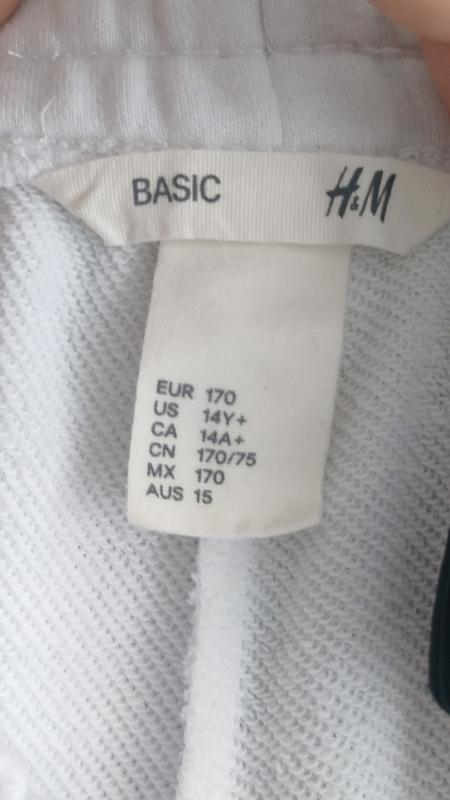 BASIC H&M
EUR 170
US 14Y+
CA 14A+
CN 170/75
MX 170
AUS 15